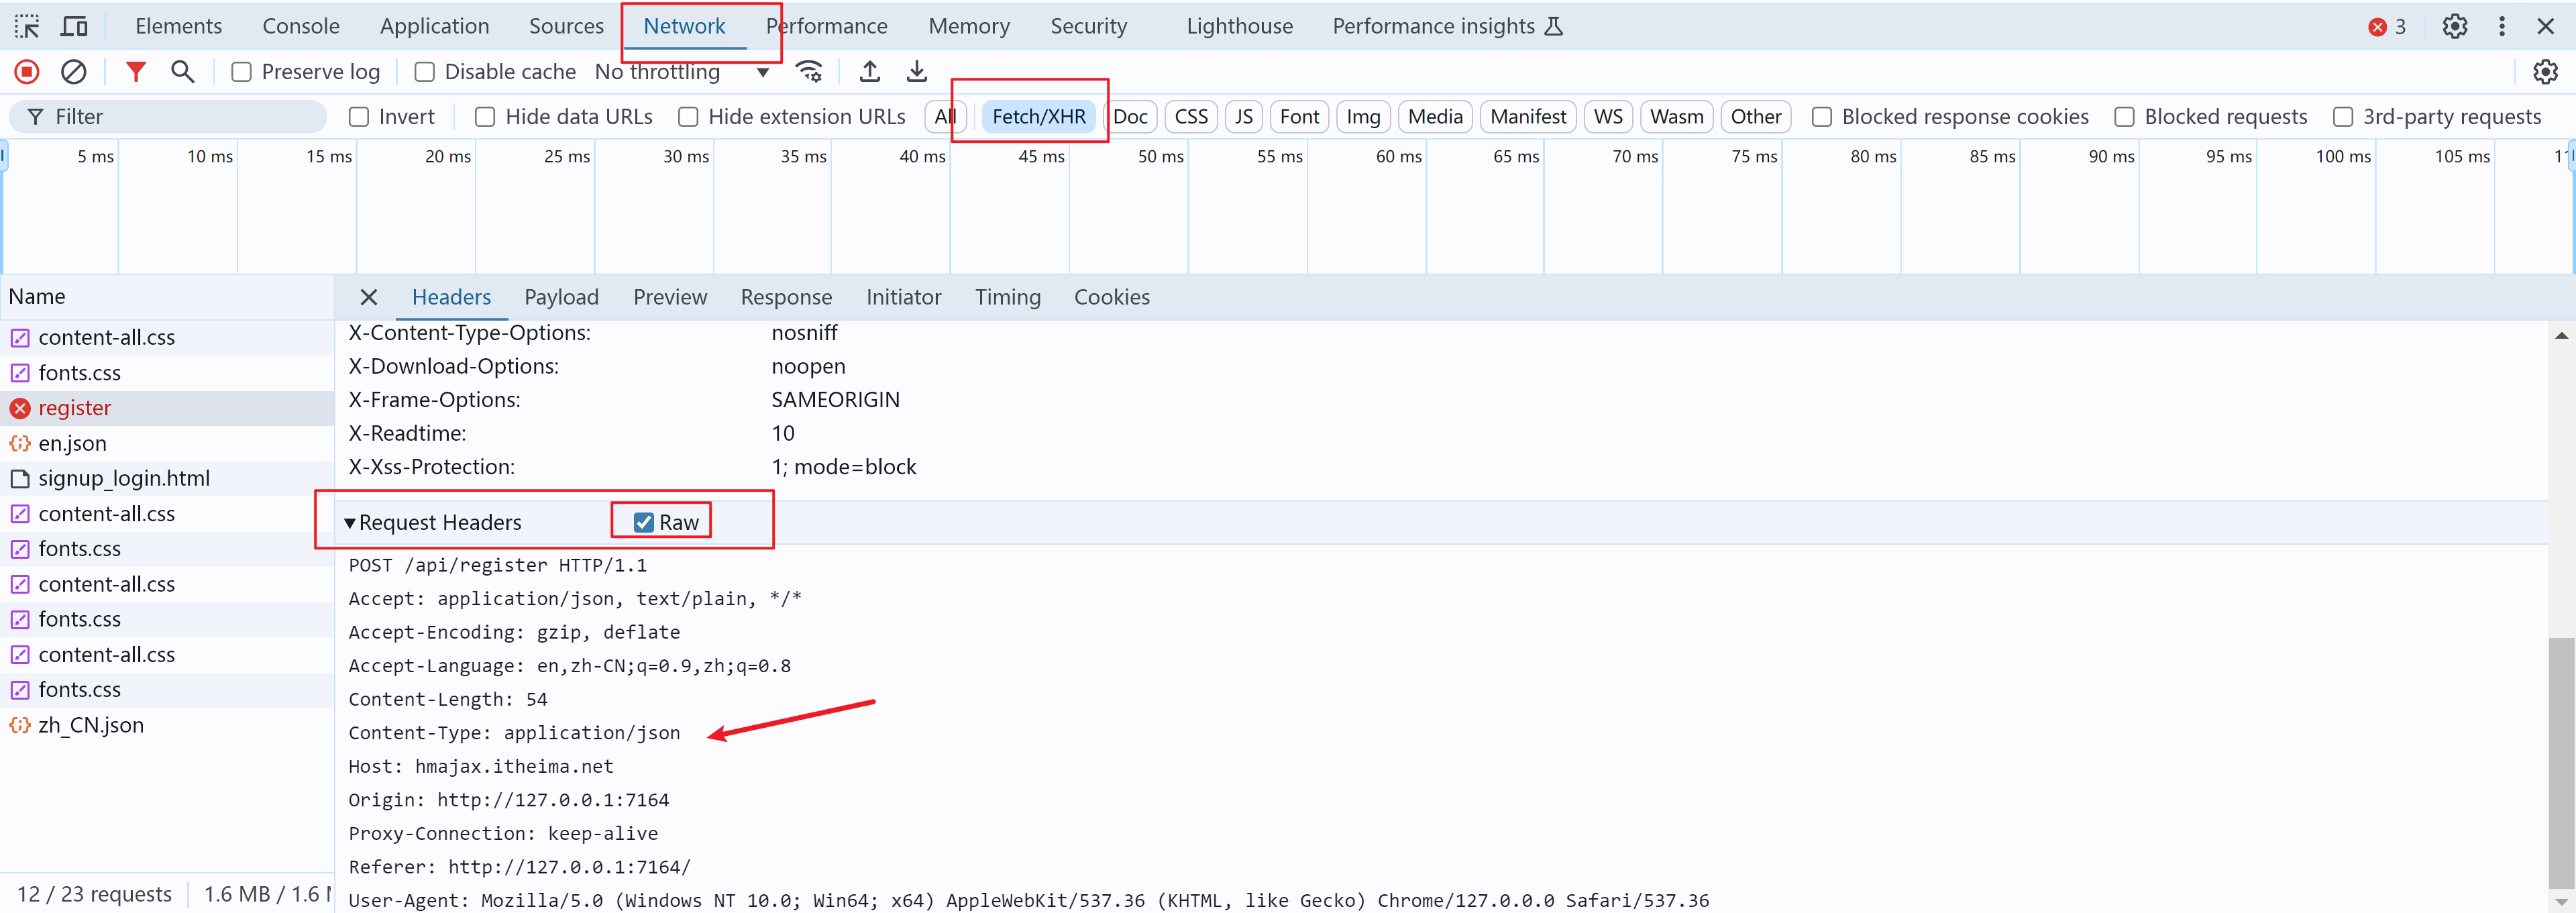 Elements Console Application Sources Network Performance Memory Security Lighthouse Performance insights 3
Preserve log Disable cache No throttling
Filter Invert Hide data URLs Hide extension URLs All Fetch/XHR Doc CSS JS Font Img Media Manifest WS Wasm Other Blocked response cookies Blocked requests 3rd-party requests
5 ms 10 ms 15 ms 20 ms 25 ms 30 ms 35 ms 40 ms 45 ms 50 ms 55 ms 60 ms 65 ms 70 ms 75 ms 80 ms 85 ms 90 ms 95 ms 100 ms 105 ms
Name
content-all.css
fonts.css
register
en.json
signup_login.html
content-all.css
fonts.css
content-all.css
fonts.css
content-all.css
fonts.css
zh_CN.json
12 / 23 requests 1.6 MB / 1.6
Headers Payload Preview Response Initiator Timing Cookies
X-Content-Type-Options: nosniff
X-Download-Options: noopen
X-Frame-Options: SAMEORIGIN
X-Readtime: 10
X-Xss-Protection: 1; mode=block
Request Headers Raw
POST /api/register HTTP/1.1
Accept: application/json, text/plain, */*
Accept-Encoding: gzip, deflate
Accept-Language: en,zh-CN;q=0.9,zh;q=0.8
Content-Length: 54
Content-Type: application/json
Host: hmajax.itheima.net
Origin: http://127.0.0.1:7164
Proxy-Connection: keep-alive
Referer: http://127.0.0.1:7164/
User-Agent: Mozilla/5.0 (Windows NT 10.0; Win64; x64) AppleWebKit/537.36 (KHTML, like Gecko) Chrome/127.0.0.0 Safari/537.36